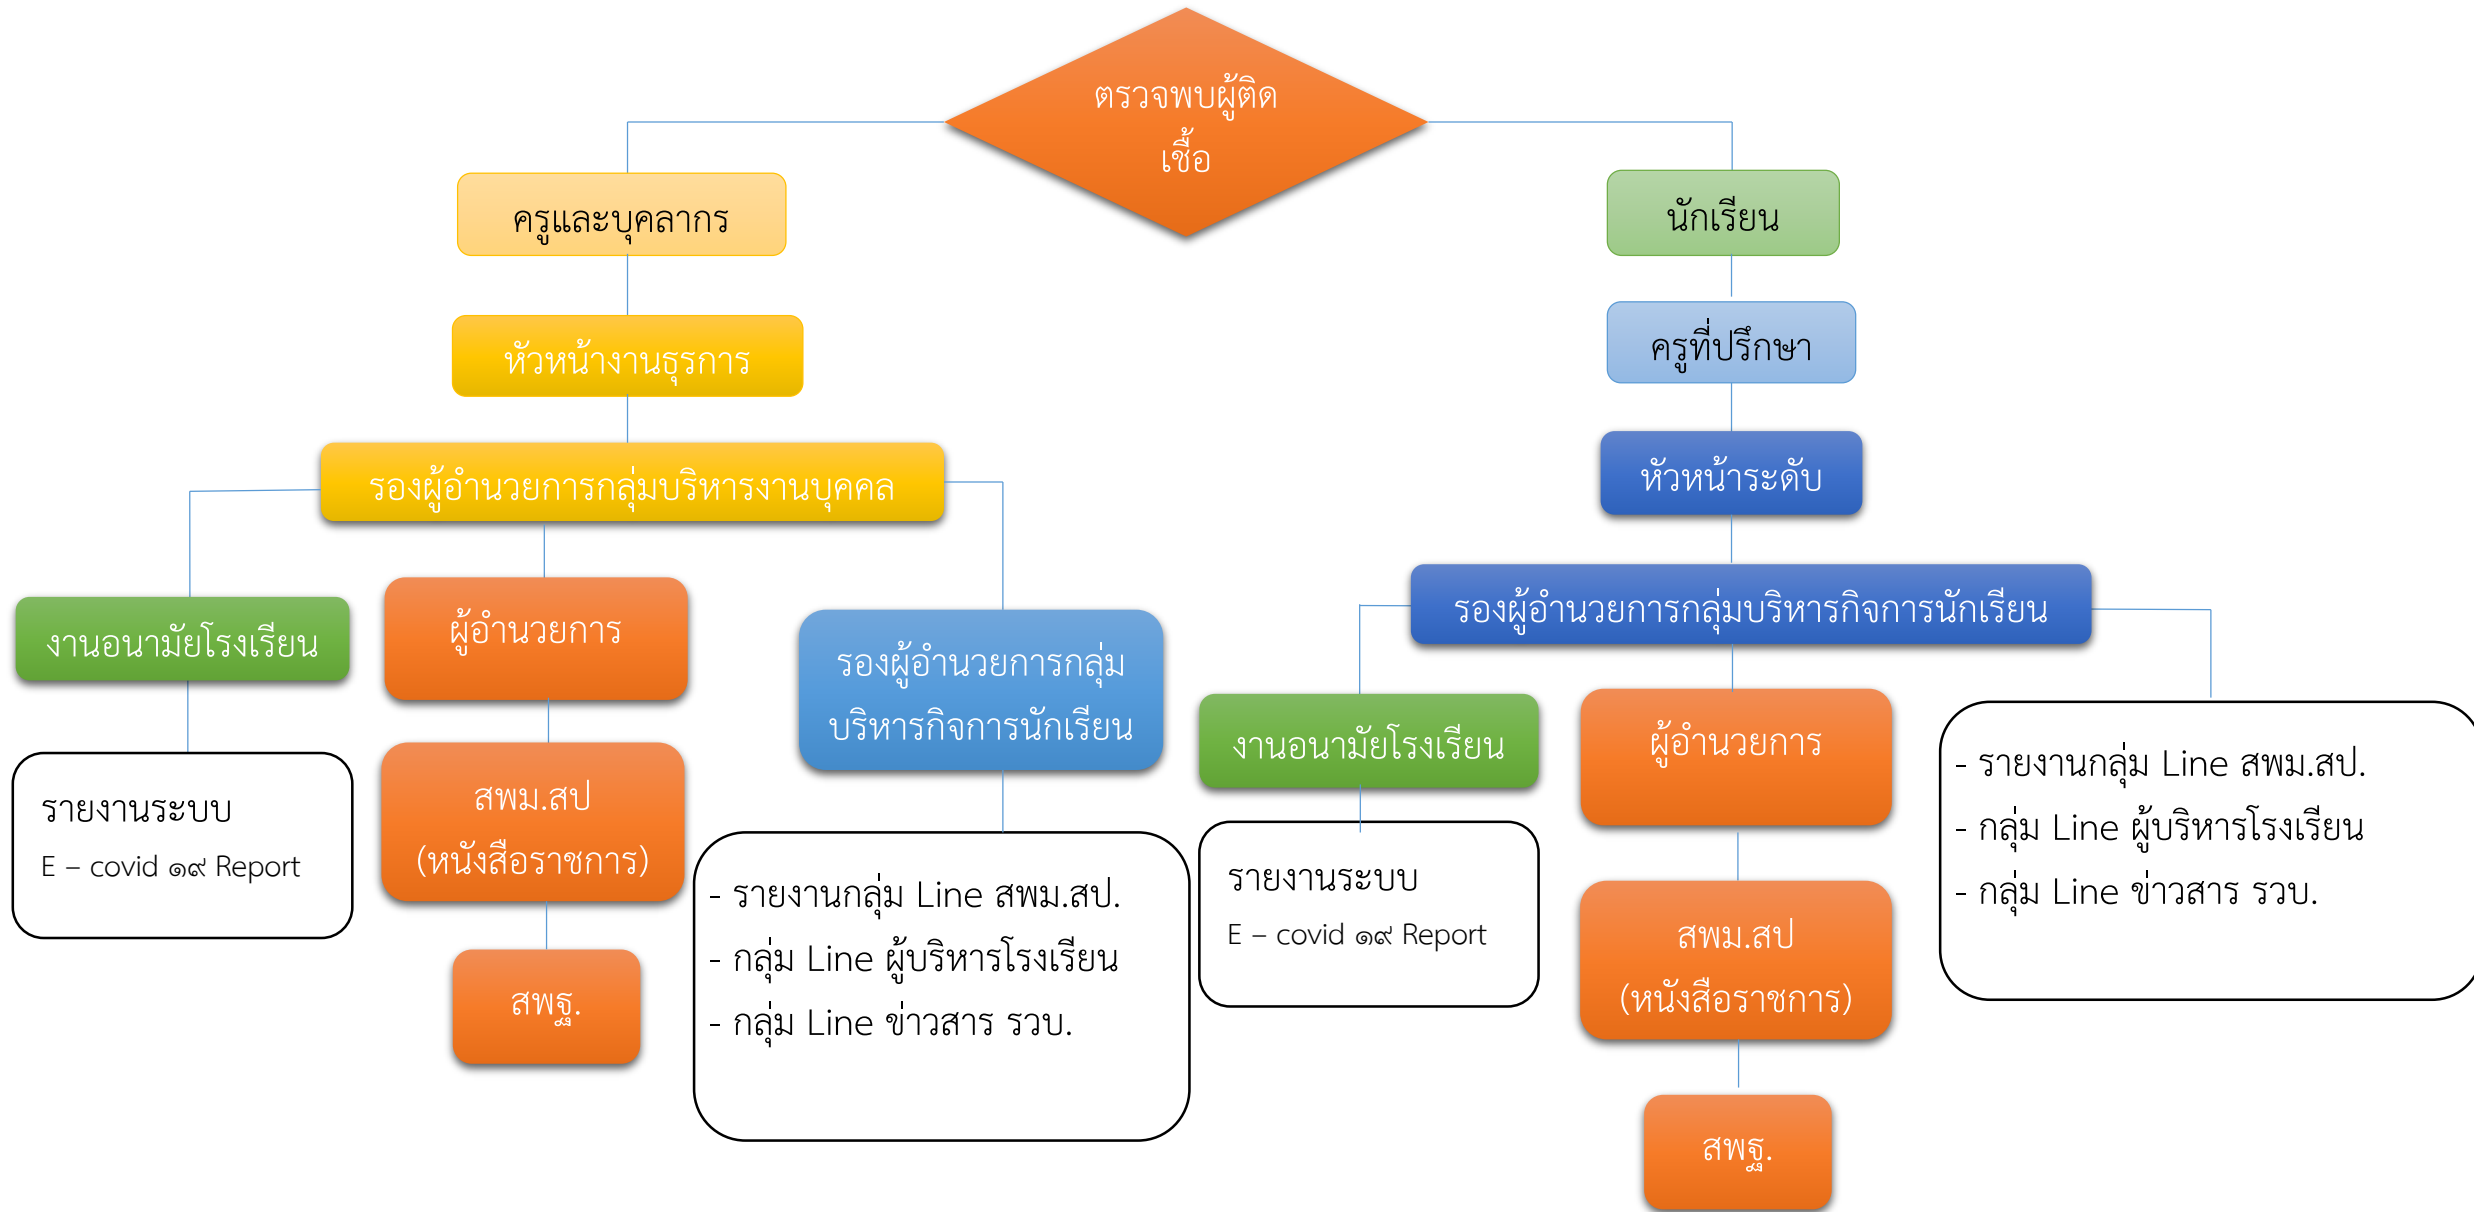 ตรวจพบผู้ติด
เชื้อ
ครูและบุคลากร
นักเรียน
หัวหน้างานธุรการ
ครูที่ปรึกษา
รองผู้อำนวยการกลุ่มบริหารงานบุคคล
หัวหน้าระดับ
งานอนามัยโรงเรียน
ผู้อำนวยการ
รองผู้อำนวยการกลุ่ม
บริหารกิจการนักเรียน
รองผู้อำนวยการกลุ่มบริหารกิจการนักเรียน
รายงานระบบ
E – covid ๑๙ Report
สพม.สป
(หนังสือราชการ)
สพฐ.
- รายงานกลุ่ม Line สพม.สป.
- กลุ่ม Line ผู้บริหารโรงเรียน
- กลุ่ม Line ข่าวสาร รวบ.
งานอนามัยโรงเรียน
ผู้อำนวยการ
- รายงานกลุ่ม Line สพม.สป.
- กลุ่ม Line ผู้บริหารโรงเรียน
- กลุ่ม Line ข่าวสาร รวบ.
รายงานระบบ
E – covid ๑๙ Report
สพม.สป
(หนังสือราชการ)
สพฐ.